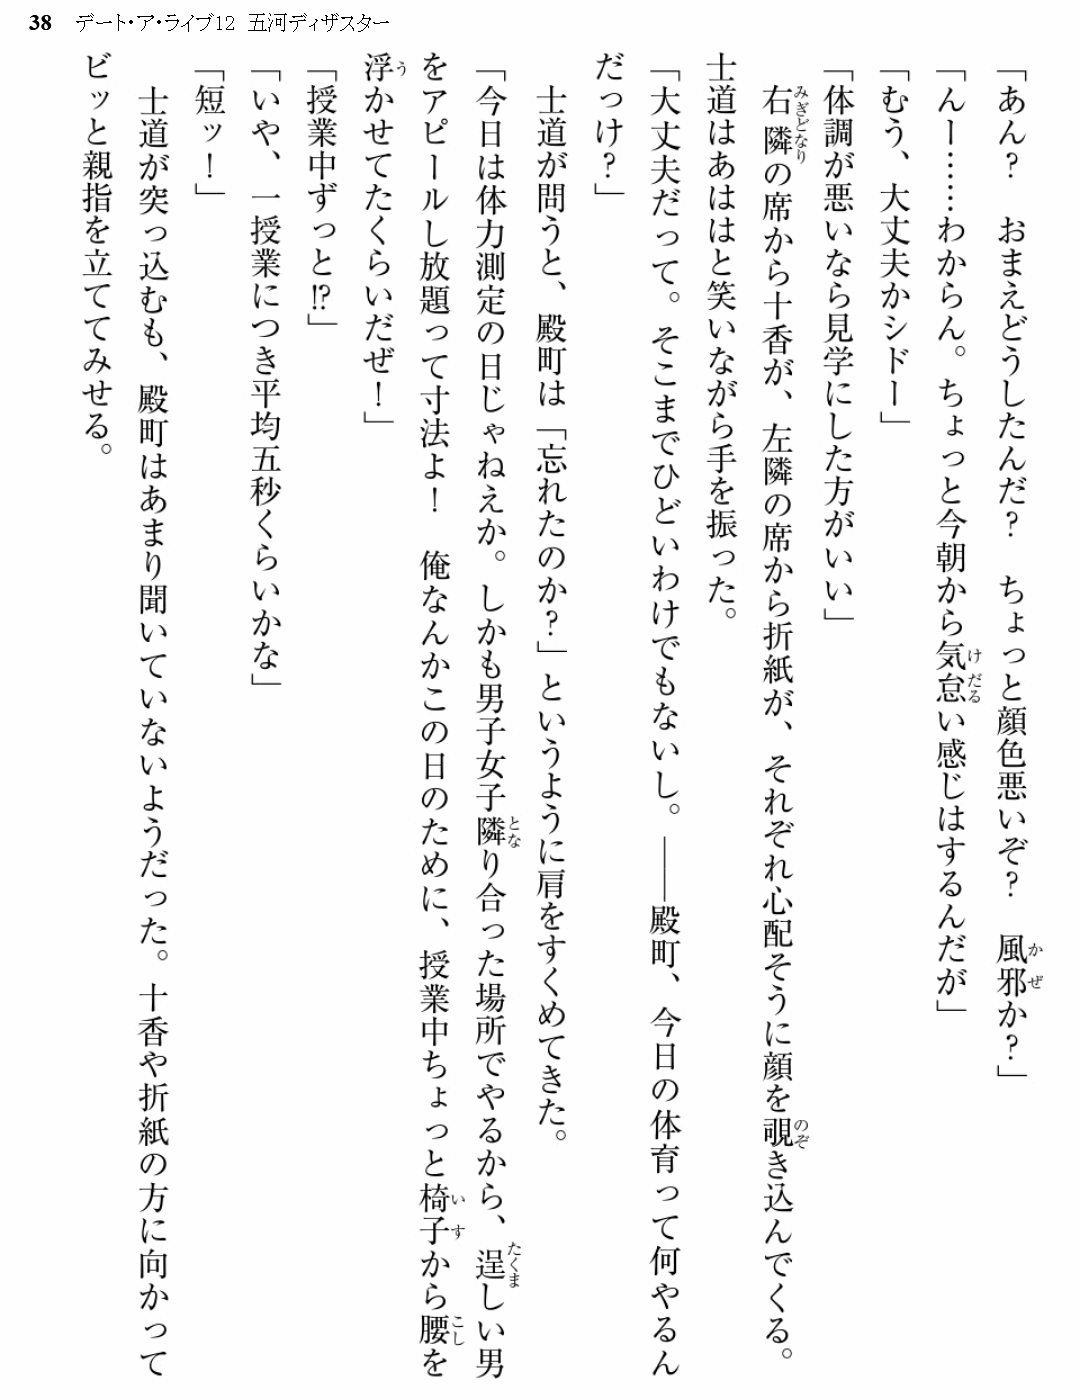 38 デート・ア・ライブ12 五河ディザスター
「あん？　おまえどうしたんだ？　ちょっと顔色悪いぞ？　風邪か？」
「んー……わからん。ちょっと今朝から気怠い感じはするんだが」
「むう、大丈夫かシドー」
「体調が悪いなら見学にした方がいい」
　右隣の席から十香が、左隣の席から折紙が、それぞれ心配そうに顔を覗き込んでくる。
士道はあははと笑いながら手を振った。
「大丈夫だって。そこまでひどいわけでもないし。――殿町、今日の体育って何やるん
だっけ？」
　士道が問うと、殿町は「忘れたのか？」というように肩をすくめてきた。
「今日は体力測定の日じゃねえか。しかも男子女子隣り合った場所でやるから、逞しい男
をアピールし放題って寸法よ！　俺なんかこの日のために、授業中ちょっと椅子から腰を
浮かせてたくらいだぜ！」
「授業中ずっと!?」
「いや、一授業につき平均五秒くらいかな」
「短ッ！」
　士道が突っ込むも、殿町はあまり聞いていないようだった。十香や折紙の方に向かって
ビッと親指を立ててみせる。